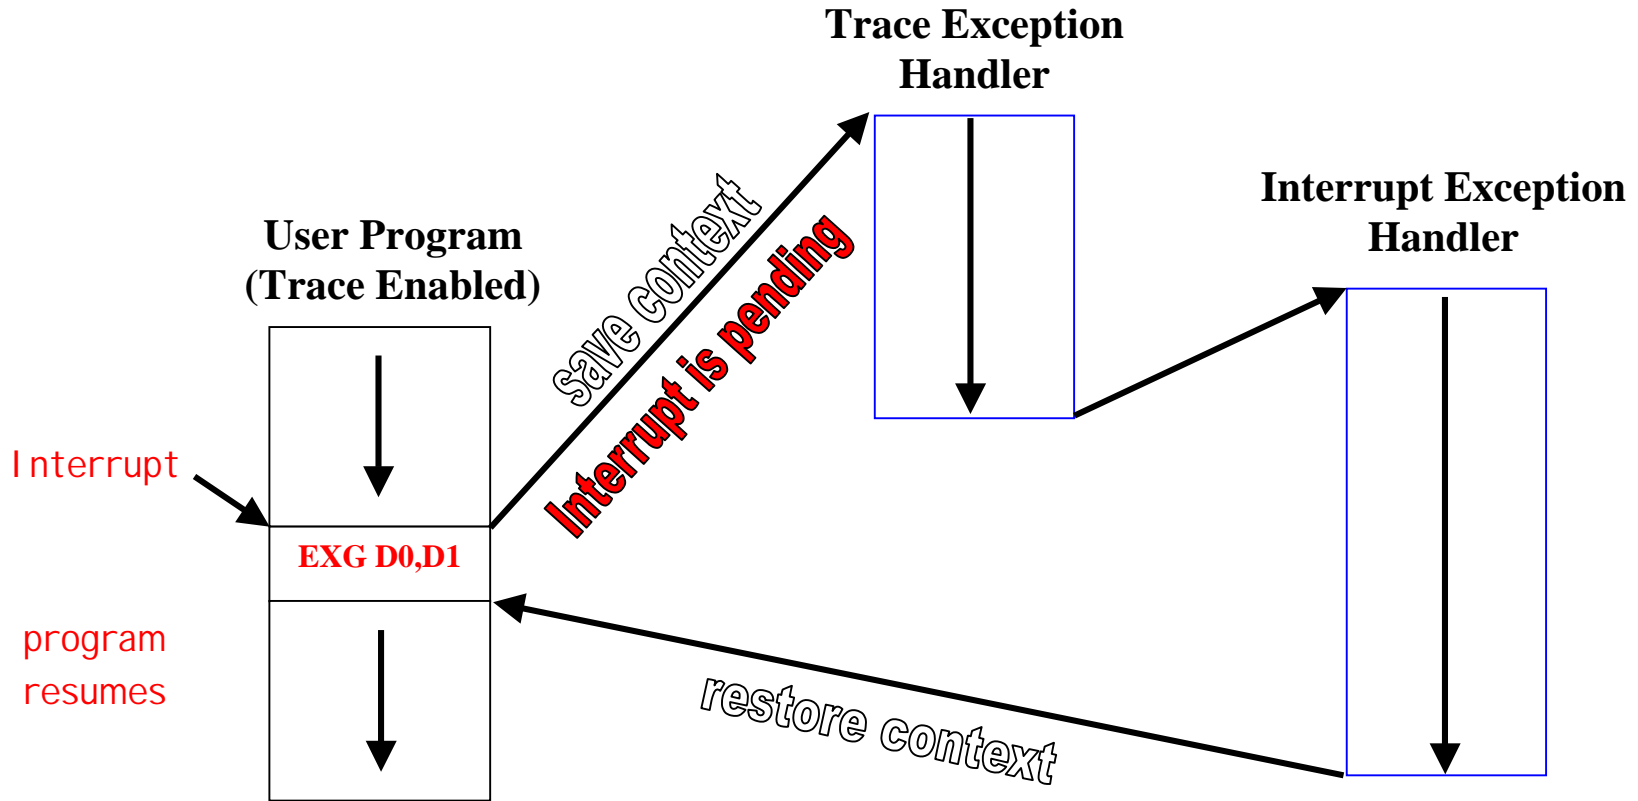 Trace Exception
Handler
Interrupt Exception
Handler
User Program
(Trace Enabled)
save context
Interrupt is pending
Interrupt
EXG D0,D1
program
resumes
restore context